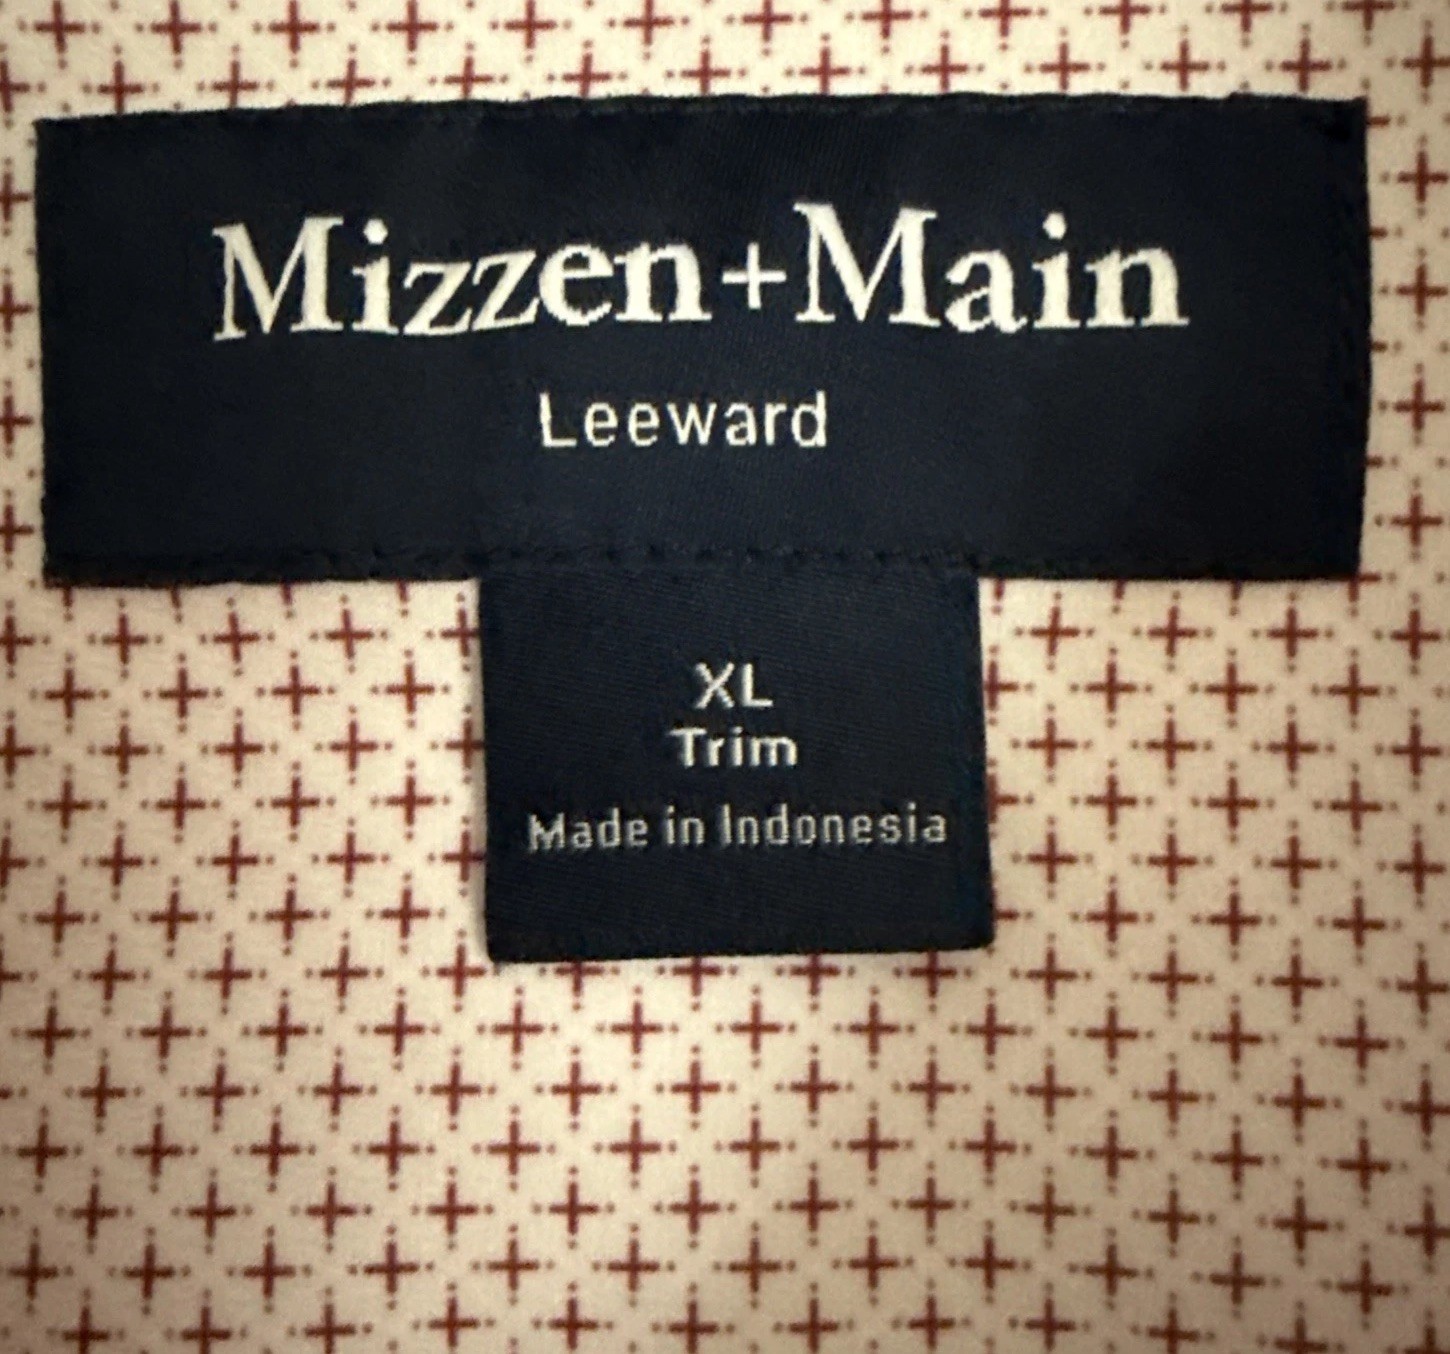 Mizzen+Main
Leeward
XL
Trim
Made in Indonesia